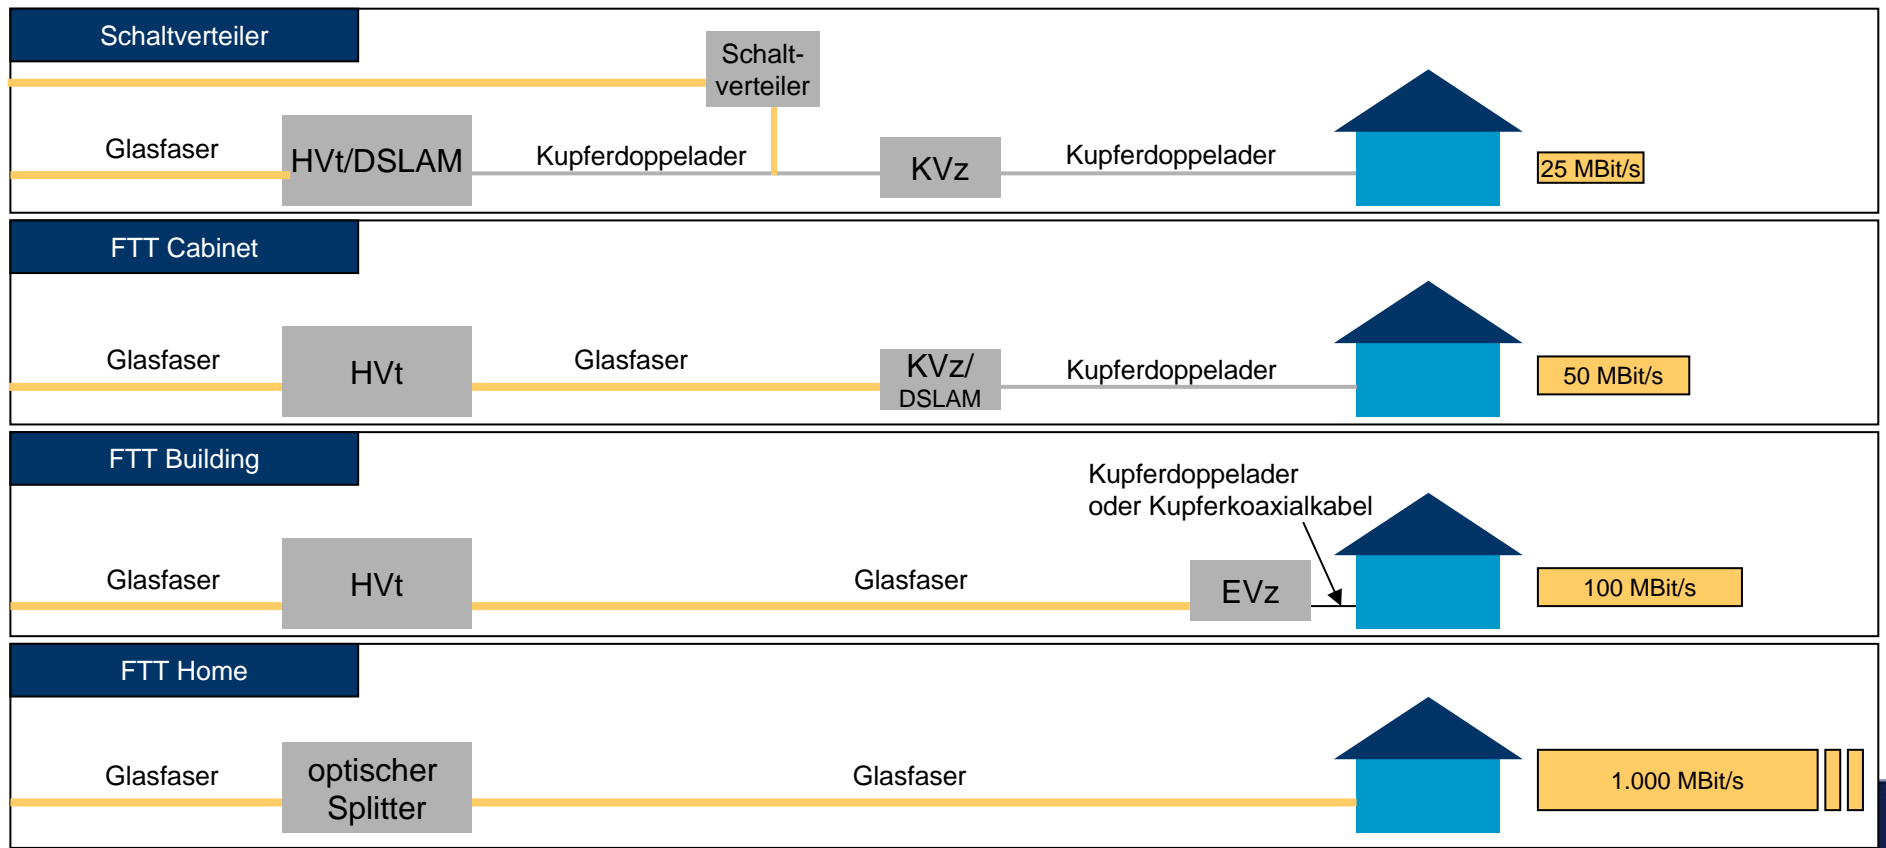 Schaltverteiler
Schalt-
verteiler
Glasfaser
HVt/DSLAM
Kupferdoppelader
KVz
Kupferdoppelader
25 MBit/s
FTT Cabinet
Glasfaser
HVt
Glasfaser
KVz/
DSLAM
Kupferdoppelader
50 MBit/s
FTT Building
Kupferdoppelader
oder Kupferkoaxialkabel
Glasfaser
HVt
Glasfaser
EVz
100 MBit/s
FTT Home
Glasfaser
optischer
Splitter
Glasfaser
1.000 MBit/s